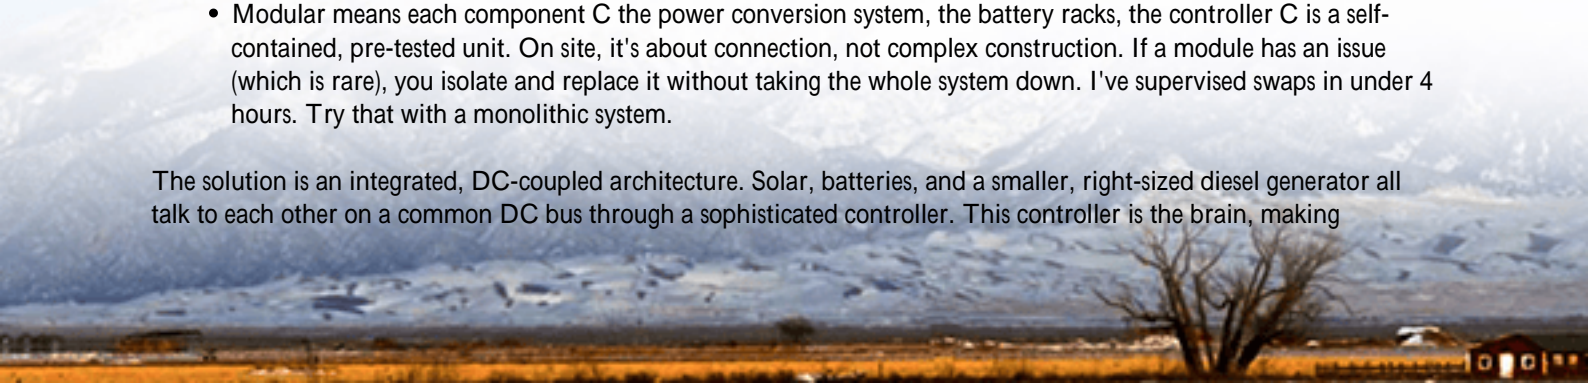 • Modular means each component C the power conversion system, the battery racks, the controller C is a self-
contained, pre-tested unit. On site, it's about connection, not complex construction. If a module has an issue
(which is rare), you isolate and replace it without taking the whole system down. I've supervised swaps in under 4
hours. Try that with a monolithic system.
The solution is an integrated, DC-coupled architecture. Solar, batteries, and a smaller, right-sized diesel generator all
talk to each other on a common DC bus through a sophisticated controller. This controller is the brain, making